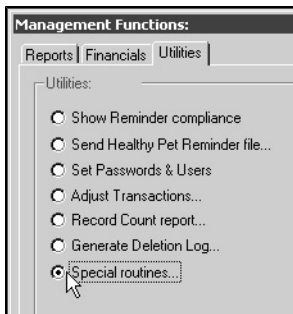 Management Functions:
Reports Financials Utilities
Utilities:
Show Reminder compliance
Send Healthy Pet Reminder file...
Set Passwords & Users
Adjust Transactions...
Record Count report...
Generate Deletion Log...
Special routines...